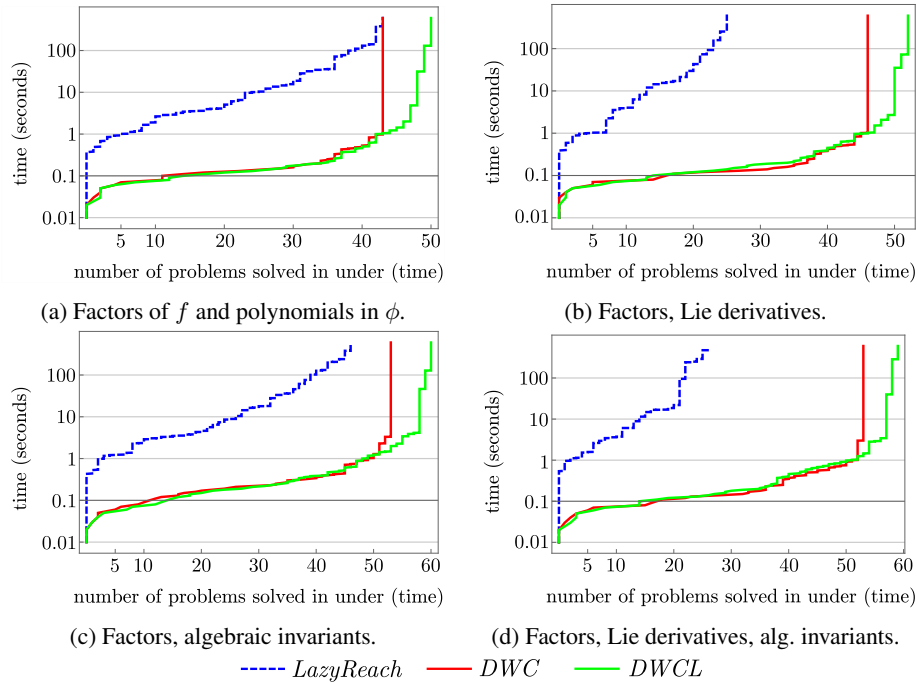 100
10
1
0.1
0.01
time (seconds)
5 10 20 30 40 50
number of problems solved in under (time)
(a) Factors of f and polynomials in ϕ.
100
10
1
0.1
0.01
time (seconds)
5 10 20 30 40 50
number of problems solved in under (time)
(b) Factors, Lie derivatives.
100
10
1
0.1
0.01
time (seconds)
5 10 20 30 40 50 60
number of problems solved in under (time)
(c) Factors, algebraic invariants.
100
10
1
0.1
0.01
time (seconds)
5 10 20 30 40 50 60
number of problems solved in under (time)
(d) Factors, Lie derivatives, alg. invariants.
LazyReach DWC DWCL